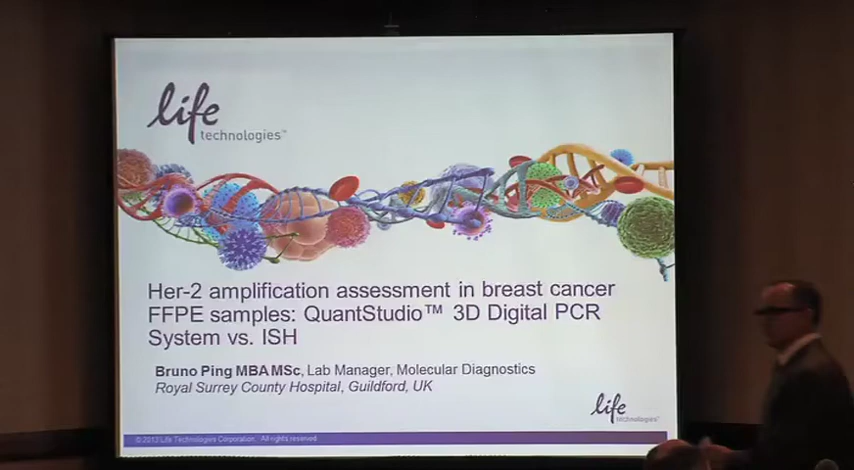 life
technologies™
Her-2 amplification assessment in breast cancer
FFPE samples: QuantStudio™ 3D Digital PCR
System vs. ISH
Bruno Ping MBA MSc, Lab Manager, Molecular Diagnostics
Royal Surrey County Hospital, Guildford, UK
life
technologies™
© 2013 Life Technologies Corporation. All rights reserved